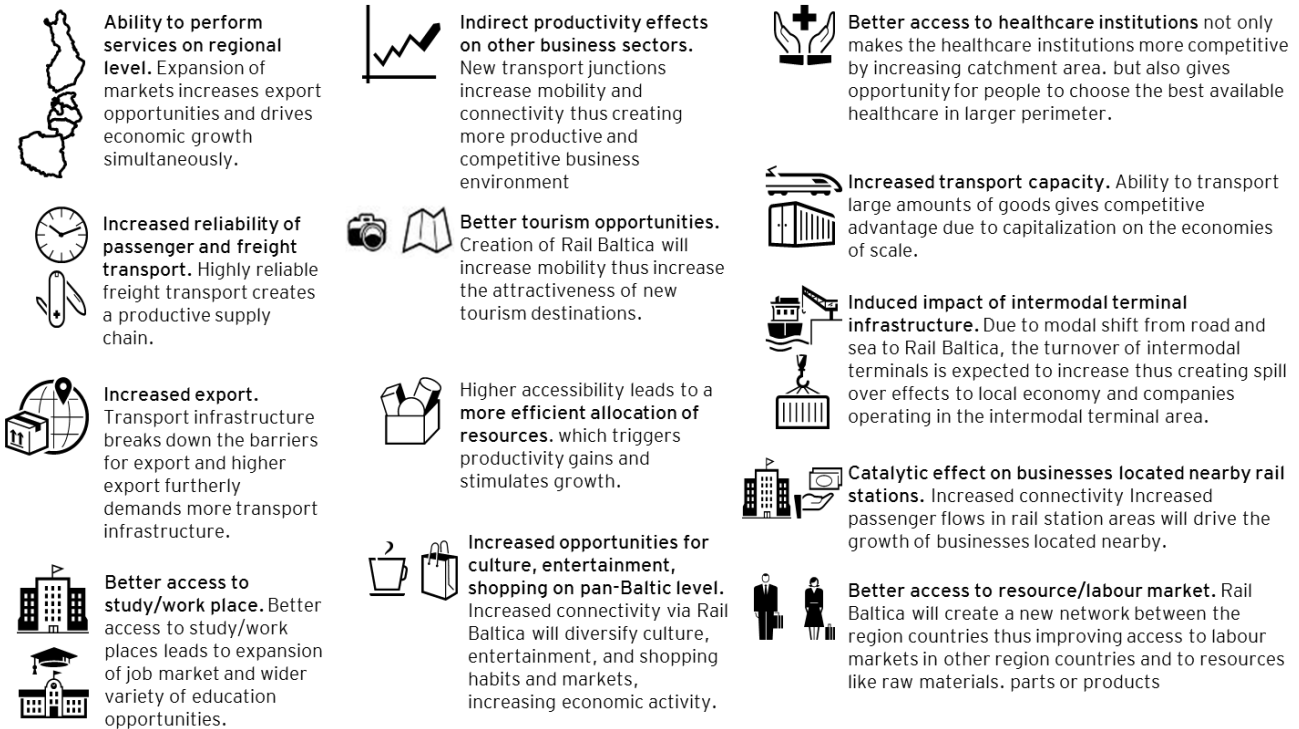 Ability to perform
services on regional
level. Expansion of
markets increases export
opportunities and drives
economic growth
simultaneously.
Increased reliability of
passenger and freight
transport. Highly reliable
freight transport creates
a productive supply
chain.
Increased export.
Transport infrastructure
breaks down the barriers
for export and higher
export furtherly
demands more transport
infrastructure.
Better access to
study/work place. Better
access to study/work
places leads to expansion
of job market and wider
variety of education
opportunities.
Indirect productivity effects
on other business sectors.
New transport junctions
increase mobility and
connectivity thus creating
more productive and
competitive business
environment
Better tourism opportunities.
Creation of Rail Baltica will
increase mobility thus increase
the attractiveness of new
tourism destinations.
Higher accessibility leads to a
more efficient allocation of
resources. which triggers
productivity gains and
stimulates growth.
Increased opportunities for
culture, entertainment,
shopping on pan-Baltic level.
Increased connectivity via Rail
Baltica will diversify culture,
entertainment, and shopping
habits and markets,
increasing economic activity.
Better access to healthcare institutions not only
makes the healthcare institutions more competitive
by increasing catchment area. but also gives
opportunity for people to choose the best available
healthcare in larger perimeter.
Increased transport capacity. Ability to transport
large amounts of goods gives competitive
advantage due to capitalization on the economies
of scale.
Induced impact of intermodal terminal
infrastructure. Due to modal shift from road and
sea to Rail Baltica, the turnover of intermodal
terminals is expected to increase thus creating spill
over effects to local economy and companies
operating in the intermodal terminal area.
Catalytic effect on businesses located nearby rail
stations. Increased connectivity Increased
passenger flows in rail station areas will drive the
growth of businesses located nearby.
Better access to resource/labour market. Rail
Baltica will create a new network between the
region countries thus improving access to labour
markets in other region countries and to resources
like raw materials. parts or products